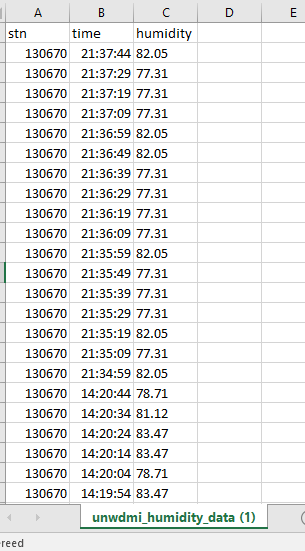 A B C D E
stn time humidity
130670 21:37:44 82.05
130670 21:37:29 77.31
130670 21:37:19 77.31
130670 21:37:09 77.31
130670 21:36:59 82.05
130670 21:36:49 82.05
130670 21:36:39 77.31
130670 21:36:29 77.31
130670 21:36:19 77.31
130670 21:36:09 77.31
130670 21:35:59 82.05
130670 21:35:49 77.31
130670 21:35:39 77.31
130670 21:35:29 77.31
130670 21:35:19 82.05
130670 21:35:09 77.31
130670 21:34:59 82.05
130670 14:20:44 78.71
130670 14:20:34 81.12
130670 14:20:24 83.47
130670 14:20:14 83.47
130670 14:20:04 78.71
130670 14:19:54 83.47
unwdmi_humidity_data (1)
reed